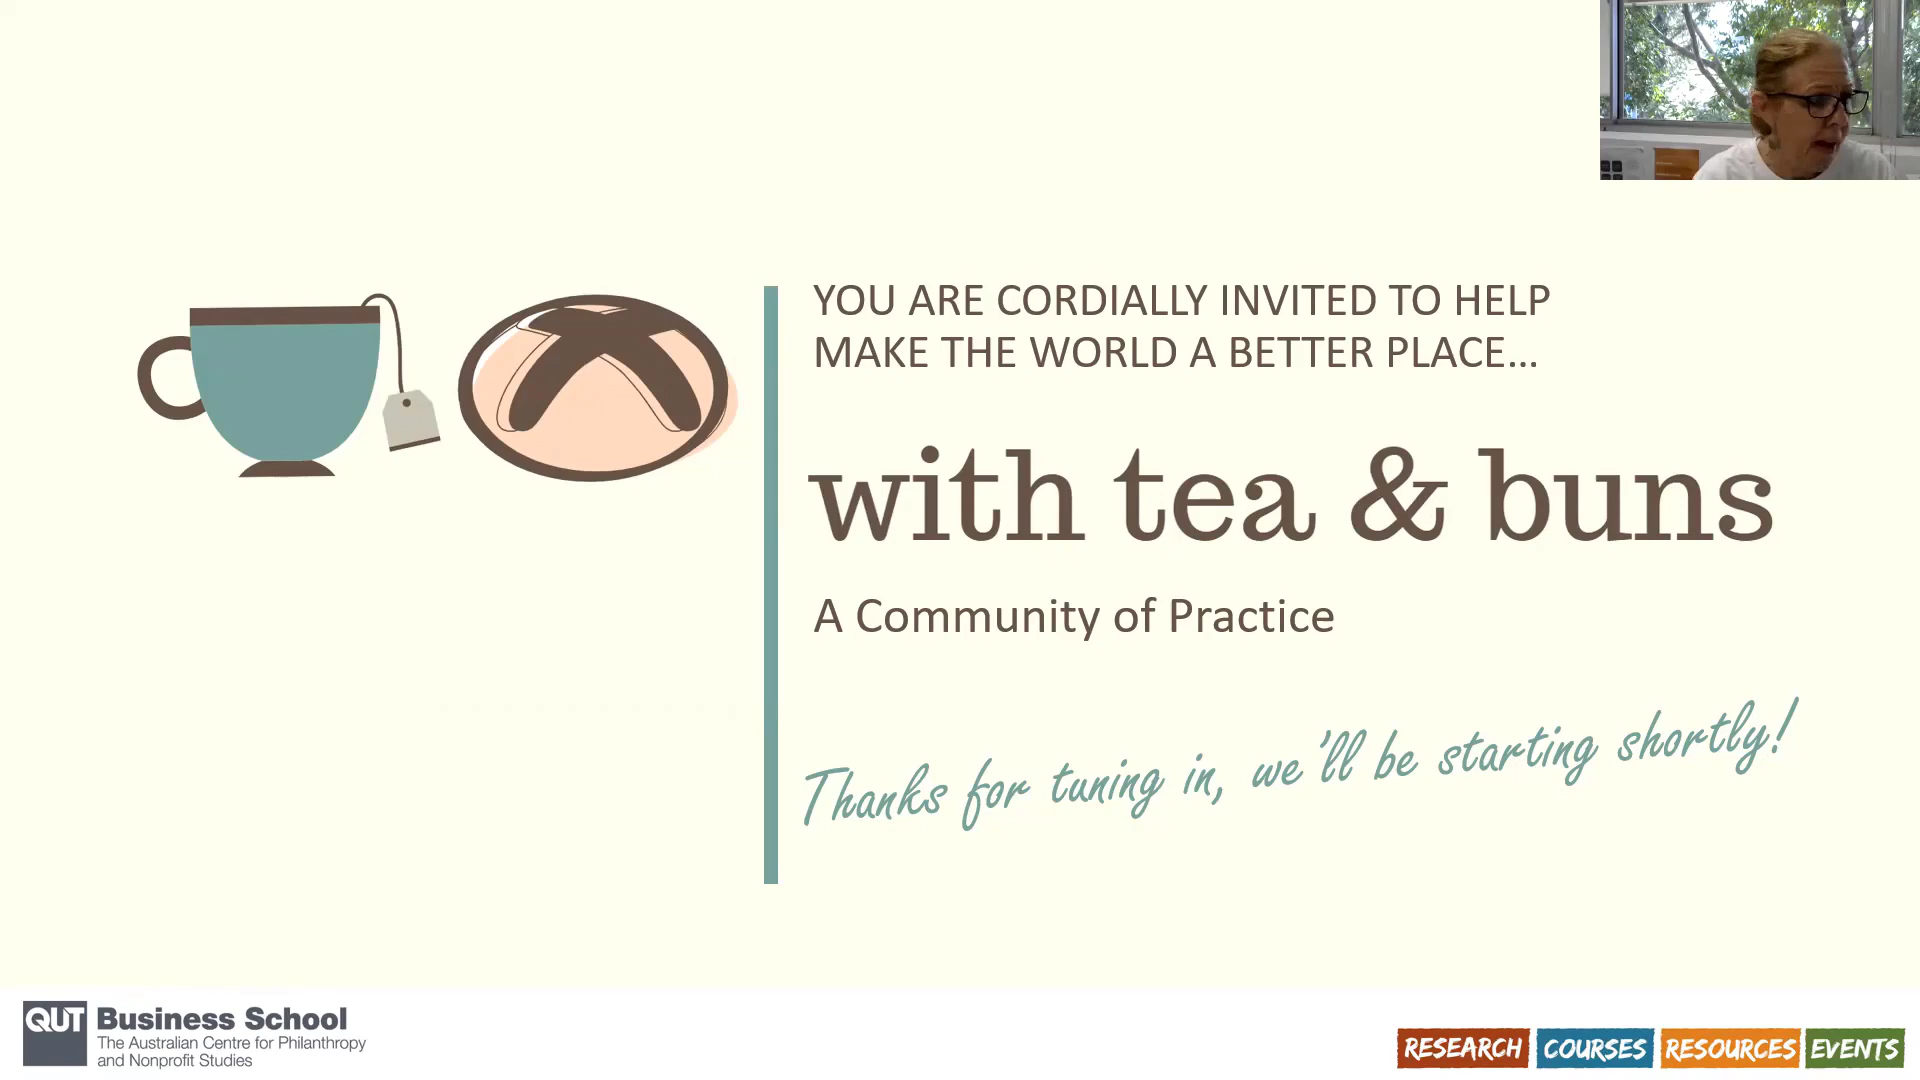 YOU ARE CORDIALLY INVITED TO HELP
MAKE THE WORLD A BETTER PLACE…
with tea & buns
A Community of Practice
Thanks for tuning in, we'll be starting shortly!
QUT Business School
The Australian Centre for Philanthropy
and Nonprofit Studies
RESEARCH COURSES RESOURCES EVENTS